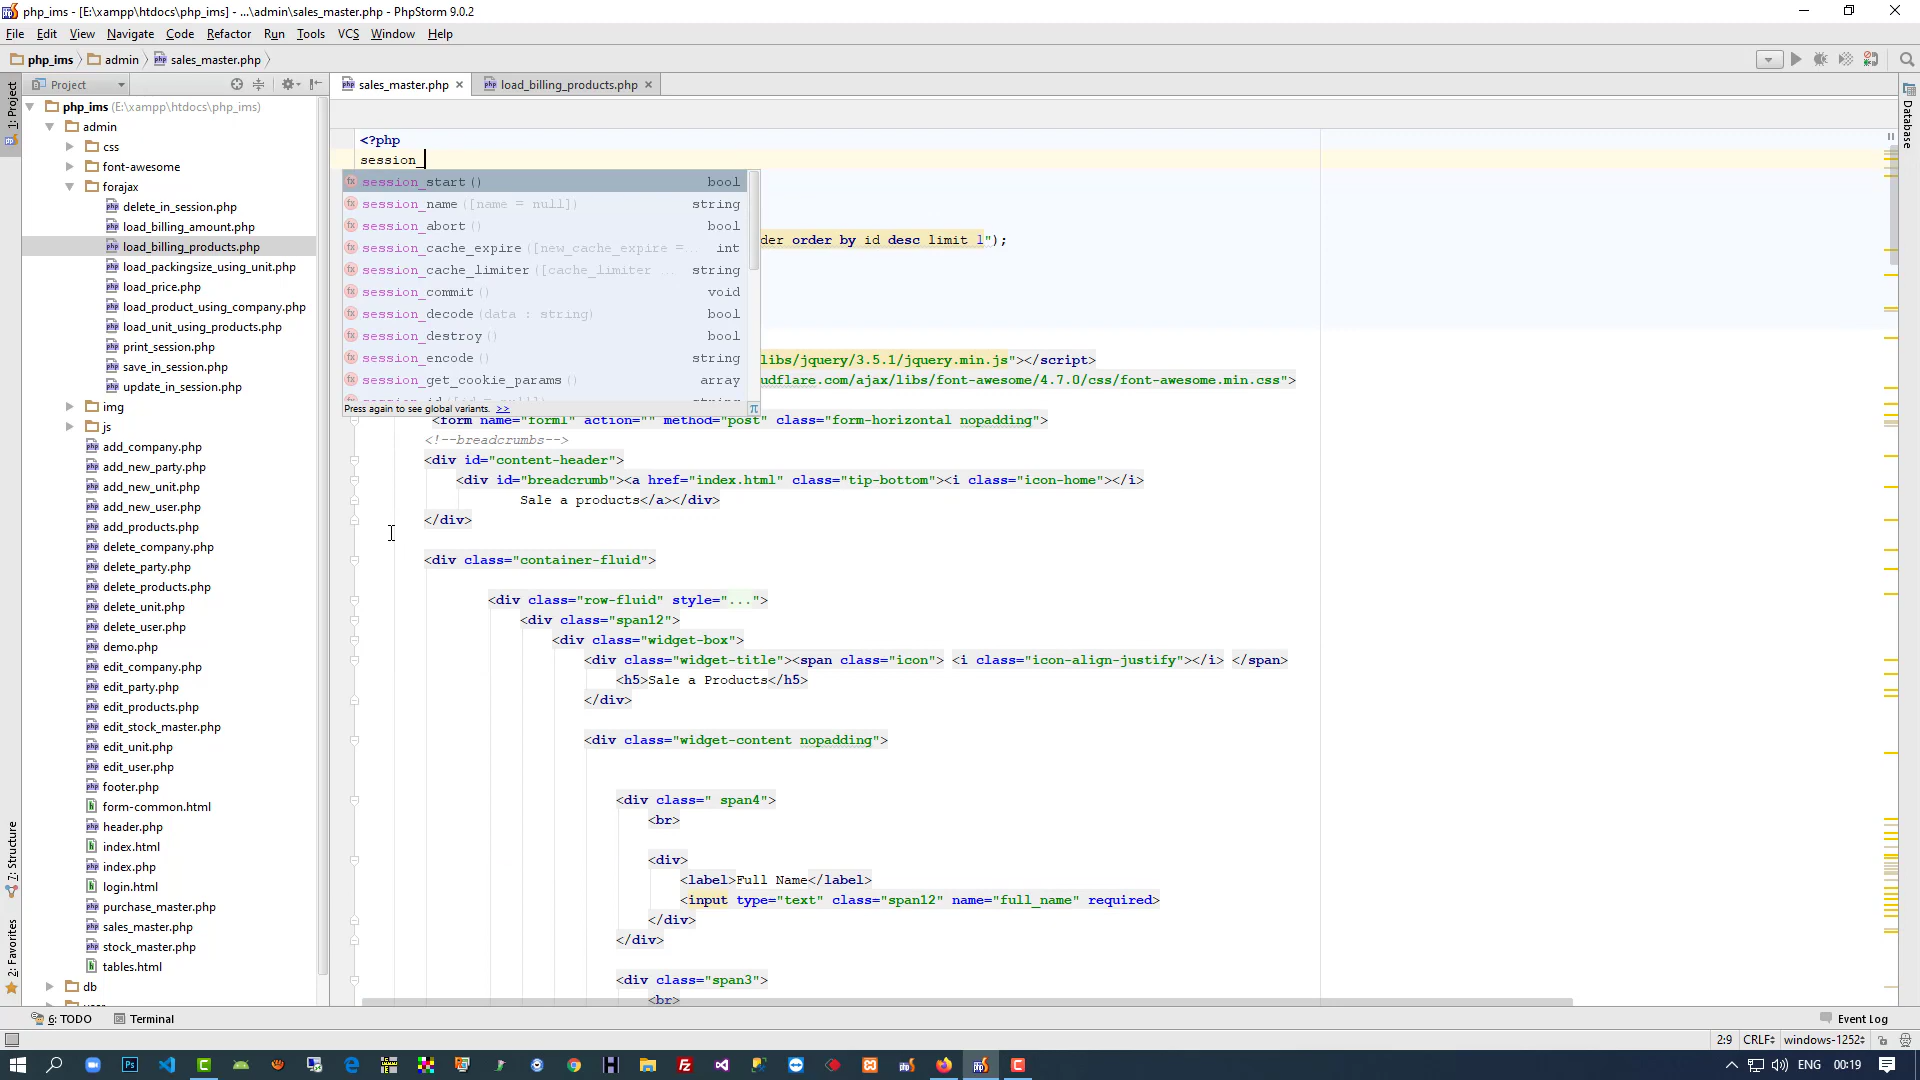 php_ims - [E:\xampp\htdocs\php_ims] - ...\admin\sales_master.php - PhpStorm 9.0.2
File Edit View Navigate Code Refactor Run Tools VCS Window Help
php_ims admin sales_master.php
Project
sales_master.php
load_billing_products.php
1: Project
7: Structure
2: Favorites
Database
php_ims (E:\xampp\htdocs\php_ims)
admin
css
font-awesome
forajax
delete_in_session.php
load_billing_amount.php
load_billing_products.php
load_packingsize_using_unit.php
load_price.php
load_product_using_company.php
load_unit_using_products.php
print_session.php
save_in_session.php
update_in_session.php
img
js
add_company.php
add_new_party.php
add_new_unit.php
add_new_user.php
add_products.php
delete_company.php
delete_party.php
delete_products.php
delete_unit.php
delete_user.php
demo.php
edit_company.php
edit_party.php
edit_products.php
edit_stock_master.php
edit_unit.php
edit_user.php
footer.php
form-common.html
header.php
index.html
index.php
login.html
purchase_master.php
sales_master.php
stock_master.php
tables.html
db
<?php
session_
session_start() bool
session_name([name = null]) string
session_abort() bool
session_cache_expire([new_cache_expire =... int
session_cache_limiter([cache_limiter ... string
session_commit() void
session_decode(data : string) bool
session_destroy() bool
session_encode() string
session_get_cookie_params() array
Press again to see global variants. >> π
der order by id desc limit 1");
libs/jquery/3.5.1/jquery.min.js"></script>
udflare.com/ajax/libs/font-awesome/4.7.0/css/font-awesome.min.css">
<form name="form1" action="" method="post" class="form-horizontal nopadding">
<!--breadcrumbs-->
<div id="content-header">
<div id="breadcrumb"><a href="index.html" class="tip-bottom"><i class="icon-home"></i>
Sale a products</a></div>
</div>
<div class="container-fluid">
<div class="row-fluid" style="...">
<div class="span12">
<div class="widget-box">
<div class="widget-title"><span class="icon"> <i class="icon-align-justify"></i> </span>
<h5>Sale a Products</h5>
</div>
<div class="widget-content nopadding">
<div class=" span4">
<br>
<div>
<label>Full Name</label>
<input type="text" class="span12" name="full_name" required>
</div>
</div>
<div class="span3">
<br>
6: TODO Terminal Event Log
2:9 CRLF windows-1252
ENG 00:19